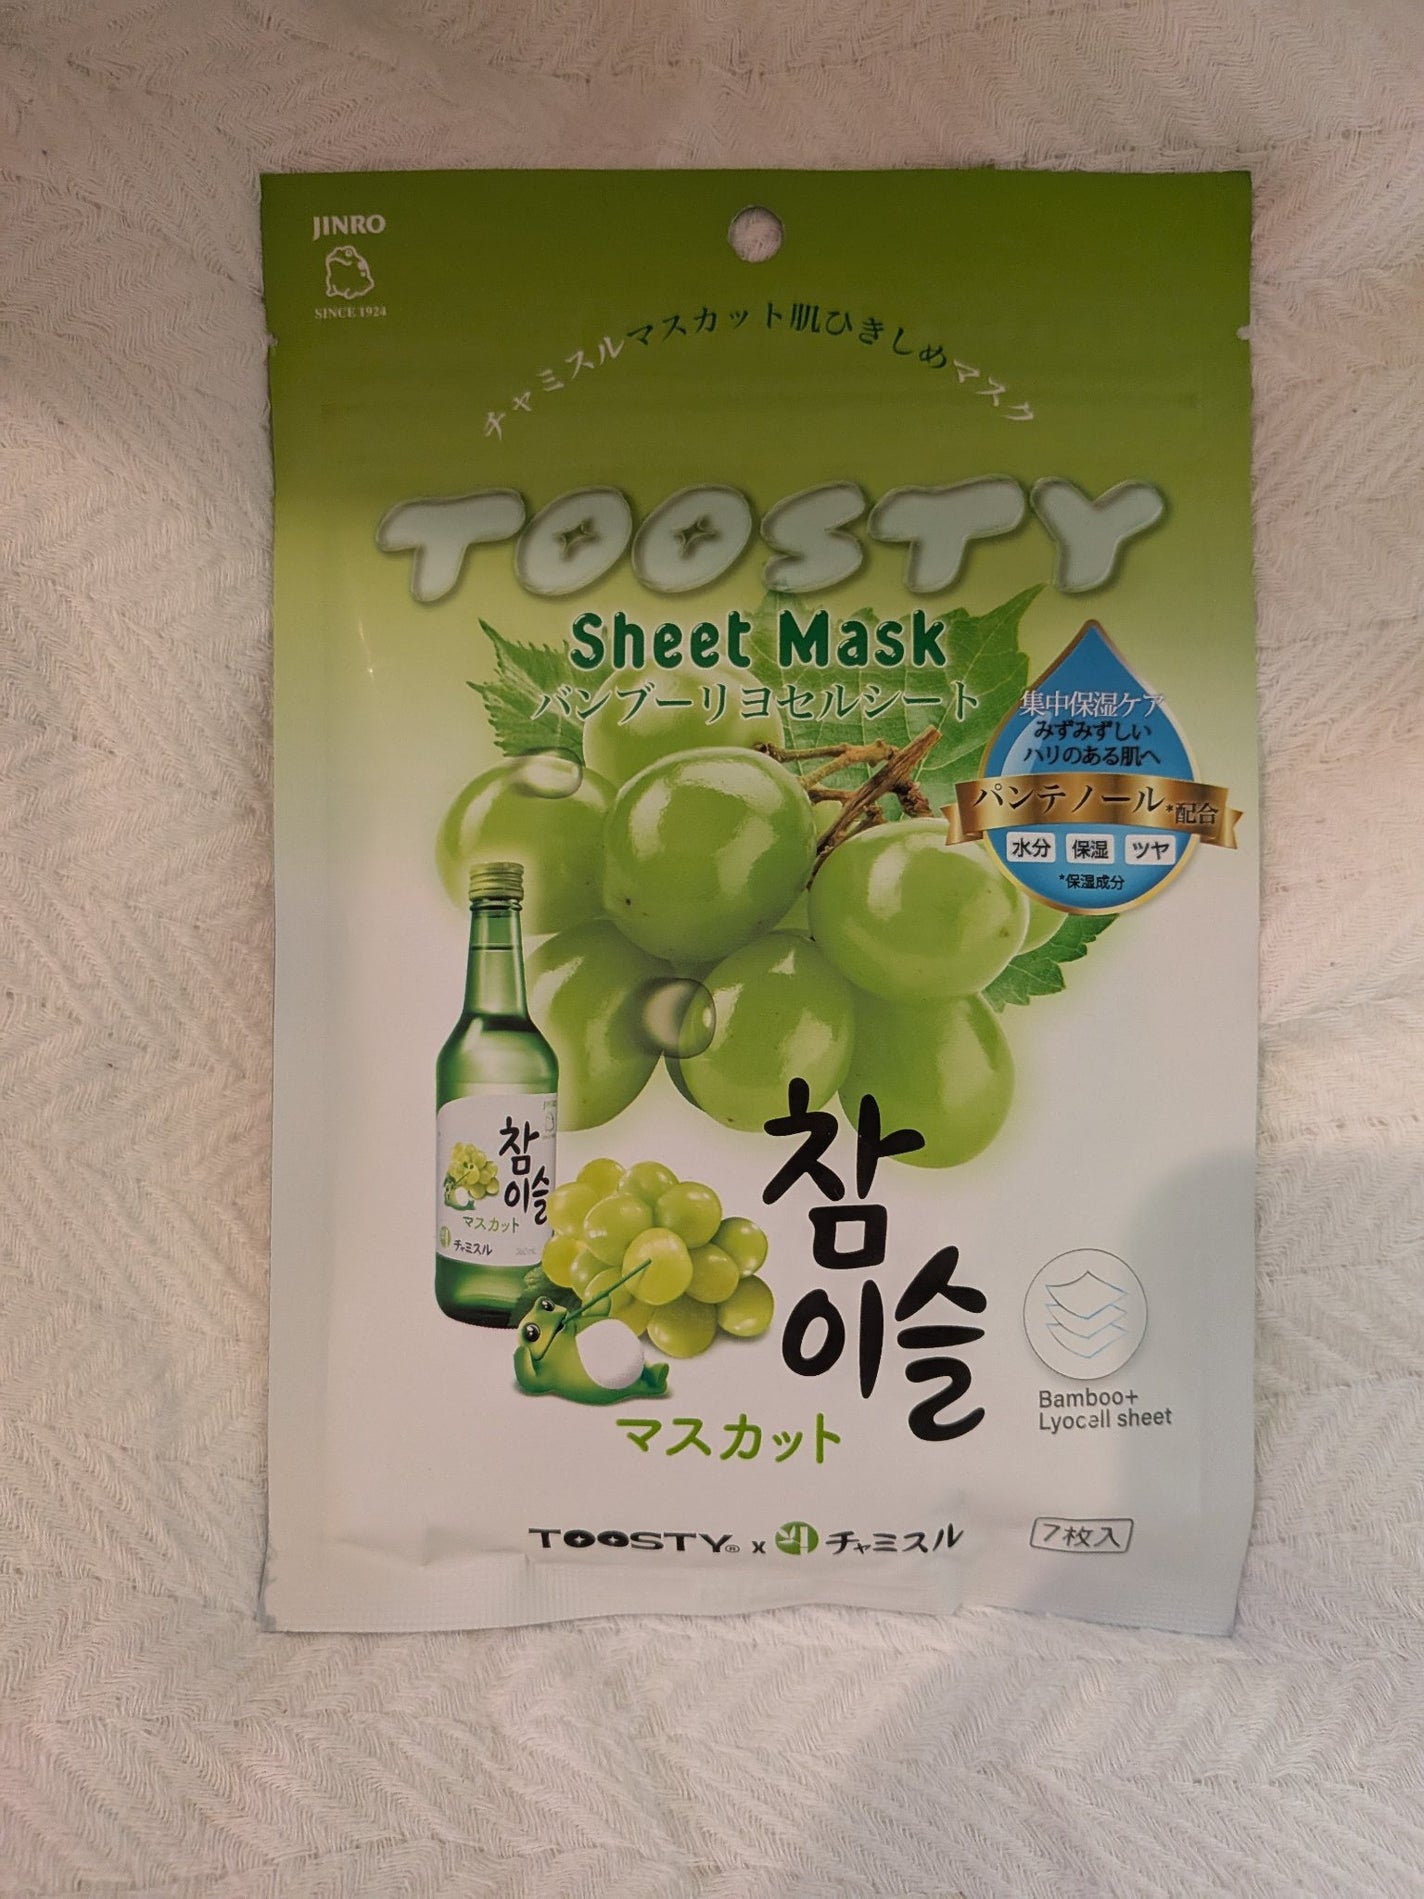 JINRO
SINCE 1924
チャミスルマスカット肌ひきしめマスク
TOOSTY
Sheet Mask
バンブーリヨセルシート
集中保湿ケア
みずみずしい
ハリのある肌へ
パンテノール*配合
水分 保湿 ツヤ
*保湿成分
참
이슬
マスカット
チャミスル
참
이슬
マスカット
Bamboo+
Lyocell sheet
TOOSTY® x チャミスル
7枚入